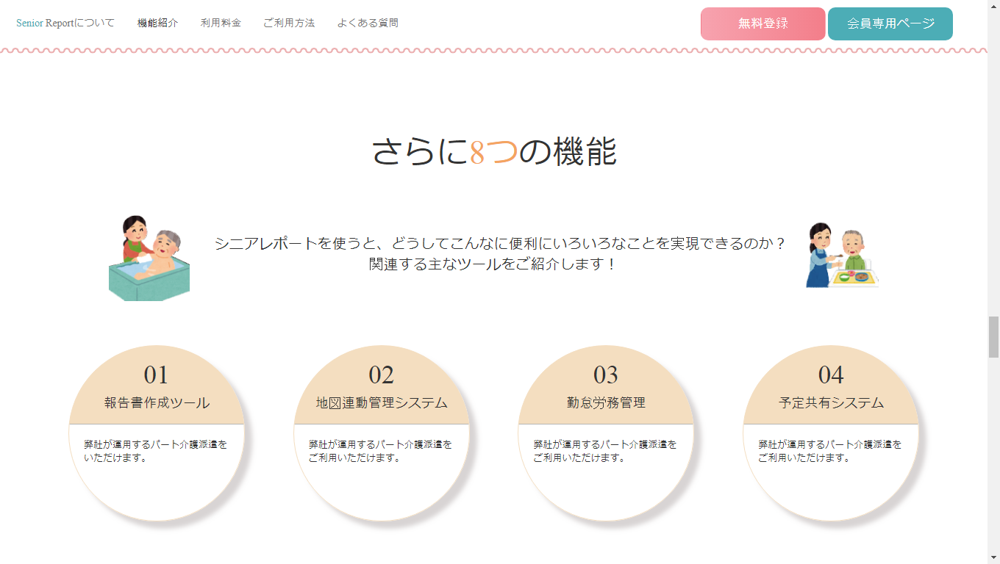 Senior Reportについて 機能紹介 利用料金 ご利用方法 よくある質問 無料登録 会員専用ページ
さらに8つの機能
シニアレポートを使うと、どうしてこんなに便利にいろいろなことを実現できるのか？
関連する主なツールをご紹介します！
01
報告書作成ツール
弊社が運用するパート介護派遣を
いただけます。
02
地図連動管理システム
弊社が運用するパート介護派遣を
ご利用いただけます。
03
勤怠労務管理
弊社が運用するパート介護派遣を
ご利用いただけます。
04
予定共有システム
弊社が運用するパート介護派遣を
ご利用いただけます。